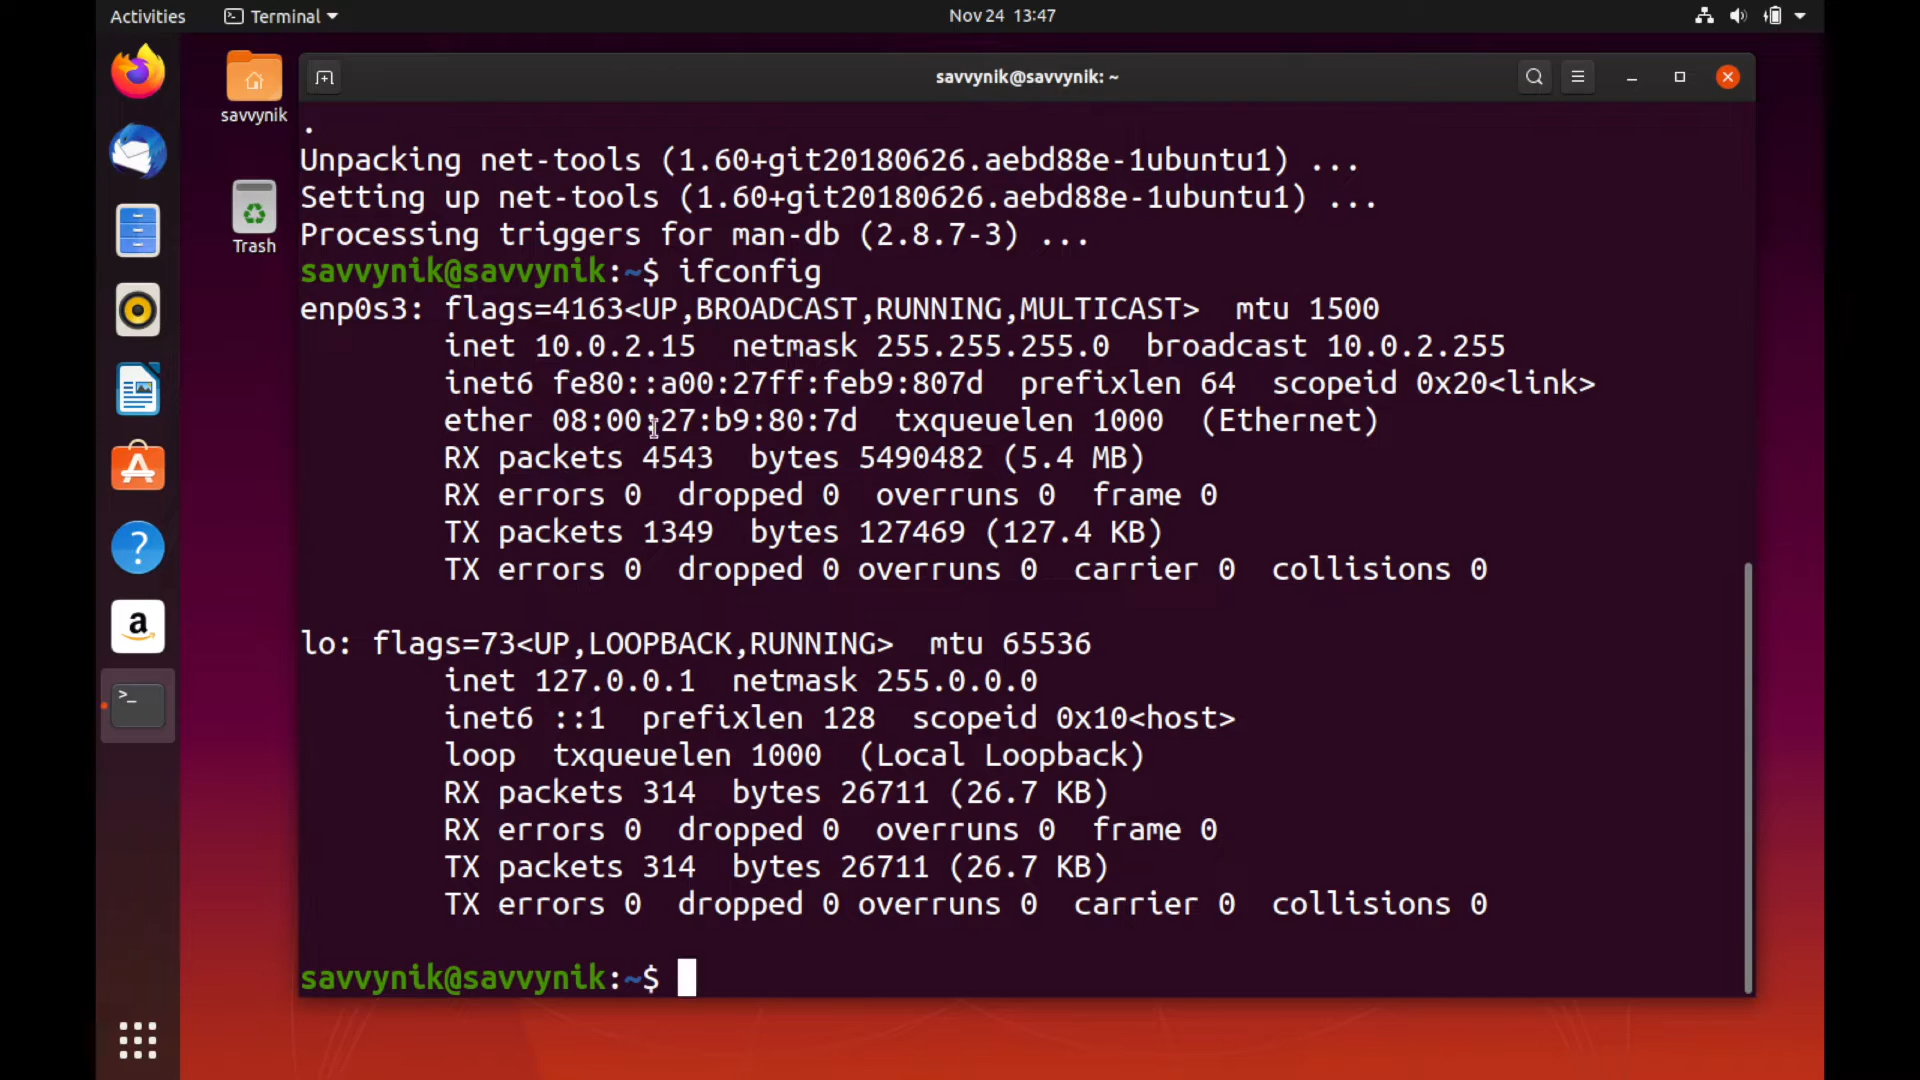 Activities Terminal Nov 24 13:47
savvynik@savvynik: ~
savvynik
Trash
.
Unpacking net-tools (1.60+git20180626.aebd88e-1ubuntu1) ...
Setting up net-tools (1.60+git20180626.aebd88e-1ubuntu1) ...
Processing triggers for man-db (2.8.7-3) ...
savvynik@savvynik:~$ ifconfig
enp0s3: flags=4163<UP,BROADCAST,RUNNING,MULTICAST>  mtu 1500
        inet 10.0.2.15  netmask 255.255.255.0  broadcast 10.0.2.255
        inet6 fe80::a00:27ff:feb9:807d  prefixlen 64  scopeid 0x20<link>
        ether 08:00:27:b9:80:7d  txqueuelen 1000  (Ethernet)
        RX packets 4543  bytes 5490482 (5.4 MB)
        RX errors 0  dropped 0  overruns 0  frame 0
        TX packets 1349  bytes 127469 (127.4 KB)
        TX errors 0  dropped 0 overruns 0  carrier 0  collisions 0
lo: flags=73<UP,LOOPBACK,RUNNING>  mtu 65536
        inet 127.0.0.1  netmask 255.0.0.0
        inet6 ::1  prefixlen 128  scopeid 0x10<host>
        loop  txqueuelen 1000  (Local Loopback)
        RX packets 314  bytes 26711 (26.7 KB)
        RX errors 0  dropped 0  overruns 0  frame 0
        TX packets 314  bytes 26711 (26.7 KB)
        TX errors 0  dropped 0 overruns 0  carrier 0  collisions 0
savvynik@savvynik:~$